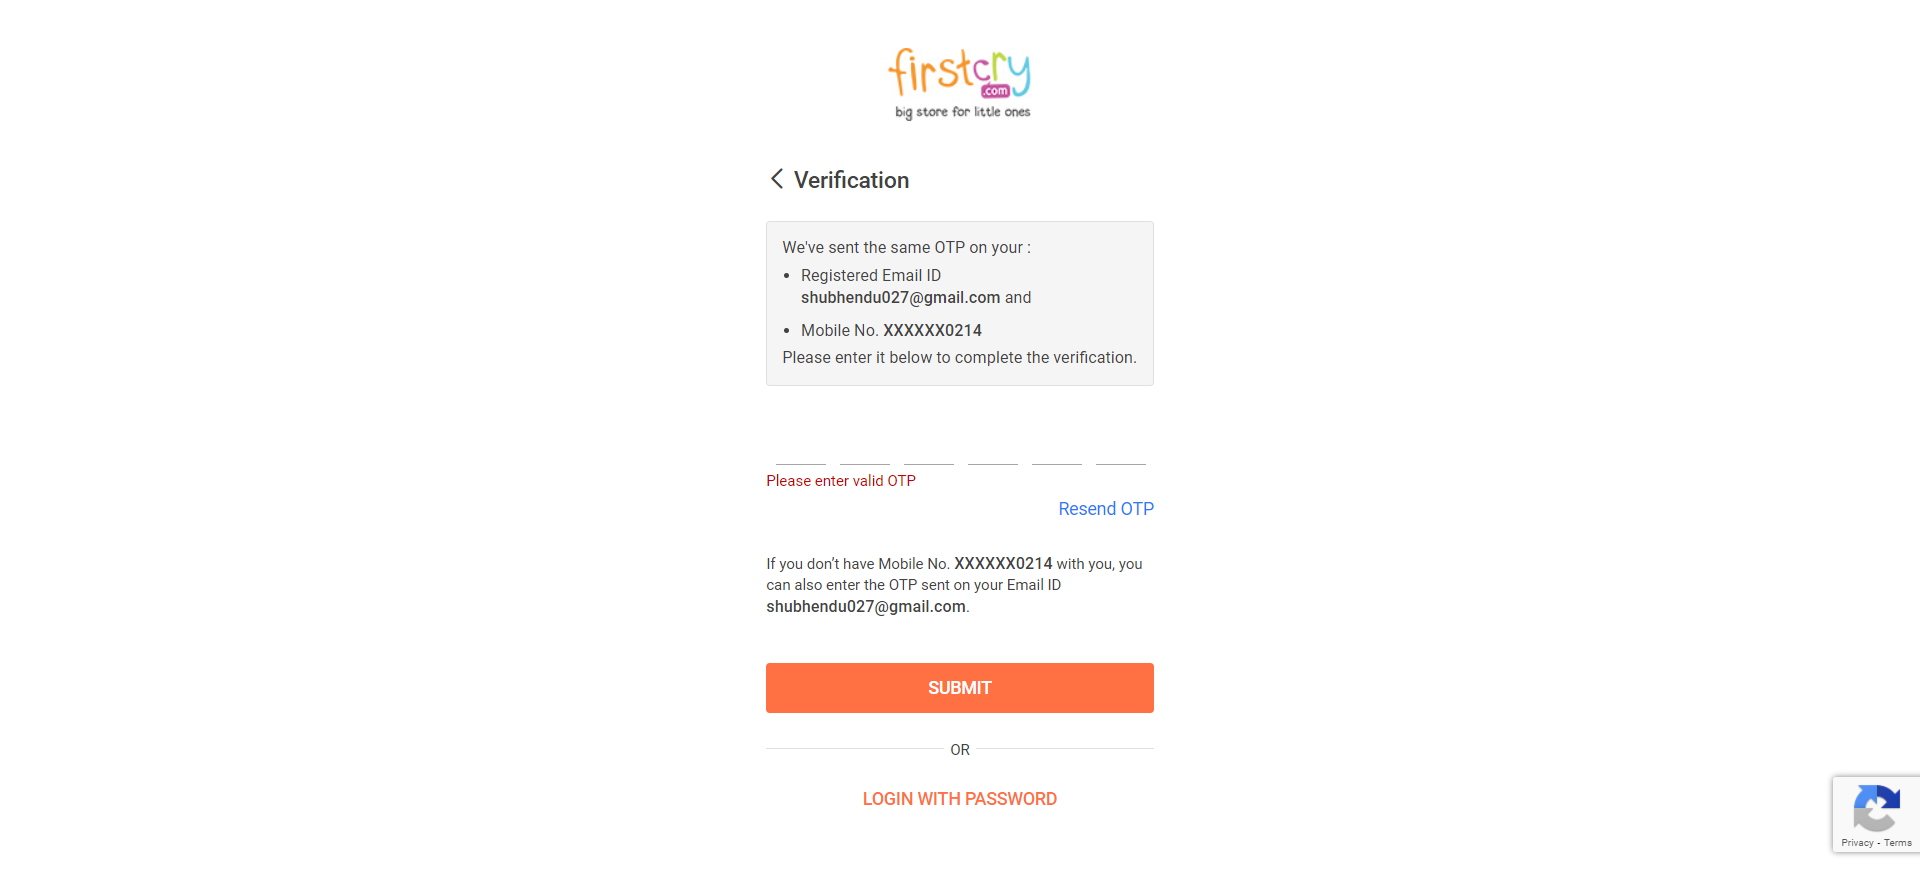 firstcry
.com
big store for little ones
Verification
We've sent the same OTP on your :
• Registered Email ID
shubhendu027@gmail.com and
• Mobile No. XXXXXX0214
Please enter it below to complete the verification.
Please enter valid OTP
Resend OTP
If you don’t have Mobile No. XXXXXX0214 with you, you
can also enter the OTP sent on your Email ID
shubhendu027@gmail.com.
SUBMIT
OR
LOGIN WITH PASSWORD
Privacy - Terms